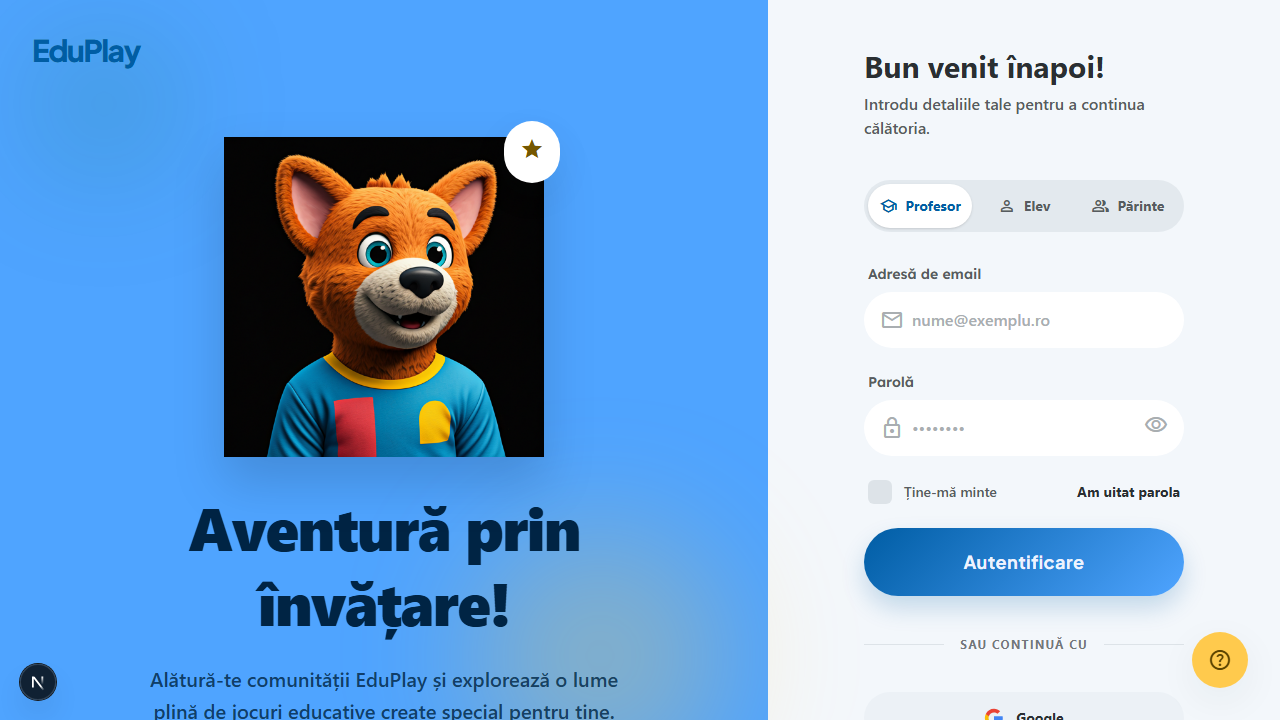 EduPlay
Aventură prin
învățare!
Alătură-te comunității EduPlay și explorează o lume
plină de jocuri educative create special pentru tine.
N
Bun venit înapoi!
Introdu detaliile tale pentru a continua
călătoria.
Profesor
Elev
Părinte
Adresă de email
nume@exemplu.ro
Parolă
••••••••
Ține-mă minte
Am uitat parola
Autentificare
SAU CONTINUĂ CU
Google